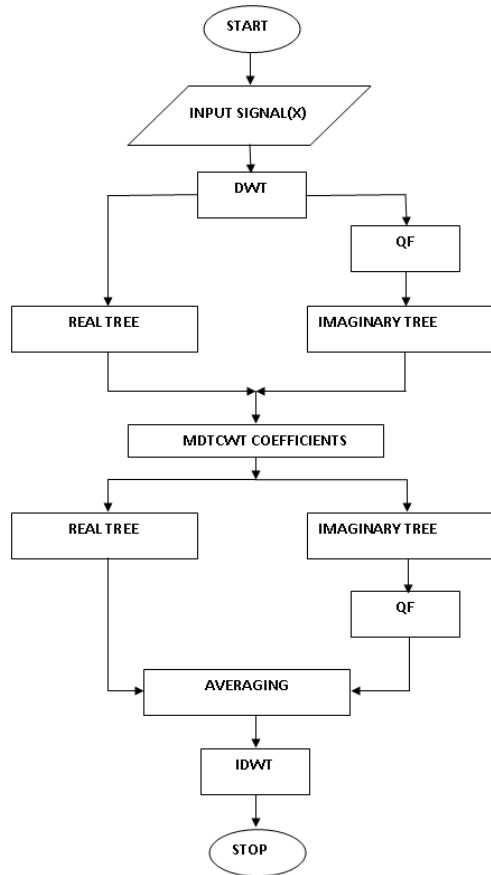 START
INPUT SIGNAL(X)
DWT
QF
REAL TREE
IMAGINARY TREE
MDTCWT COEFFICIENTS
REAL TREE
IMAGINARY TREE
QF
AVERAGING
IDWT
STOP